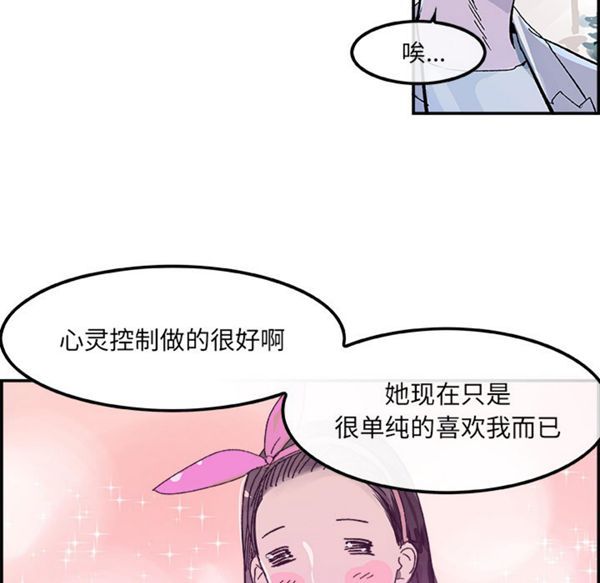 唉...
心灵控制做的很好啊
她现在只是
很单纯的喜欢我而已